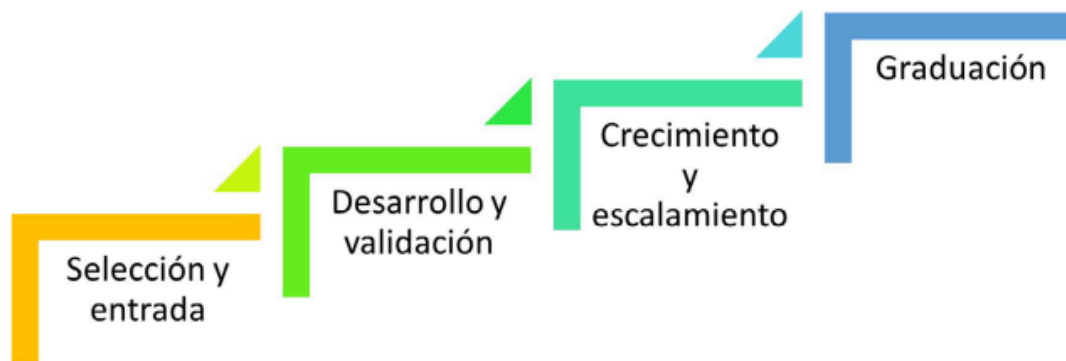 Selección y
entrada
Desarrollo y
validación
Crecimiento
y
escalamiento
Graduación